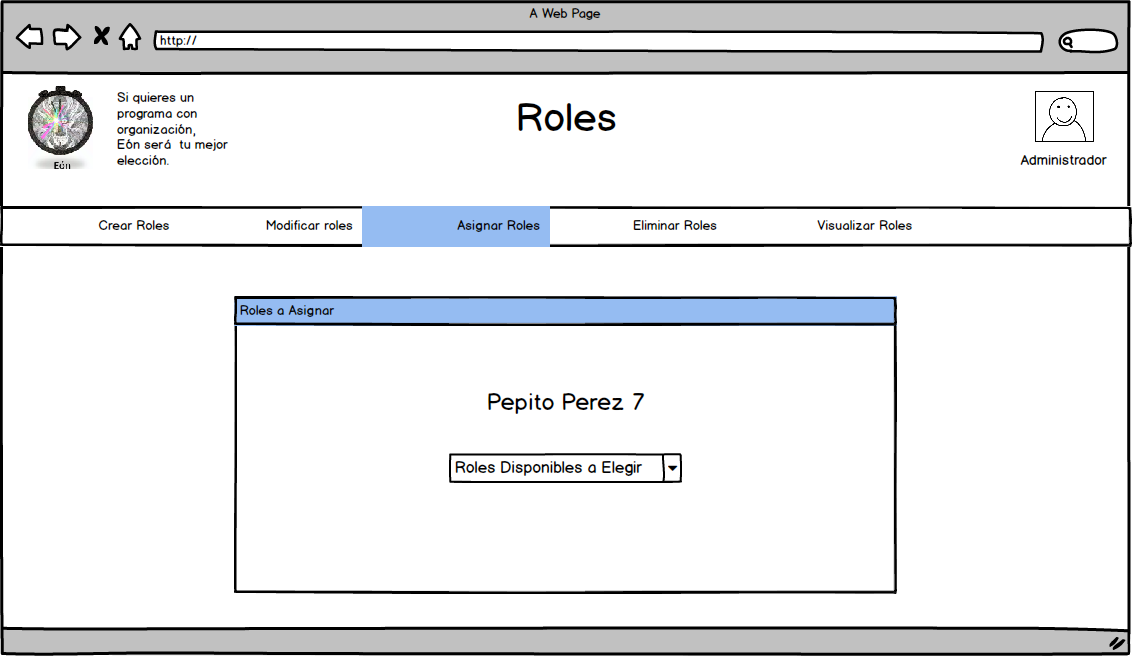 A Web Page
http://
Si quieres un
programa con
organización,
Eón será tu mejor
elección.
Eón
Roles
Administrador
Crear Roles
Modificar roles
Asignar Roles
Eliminar Roles
Visualizar Roles
Roles a Asignar
Pepito Perez 7
Roles Disponibles a Elegir